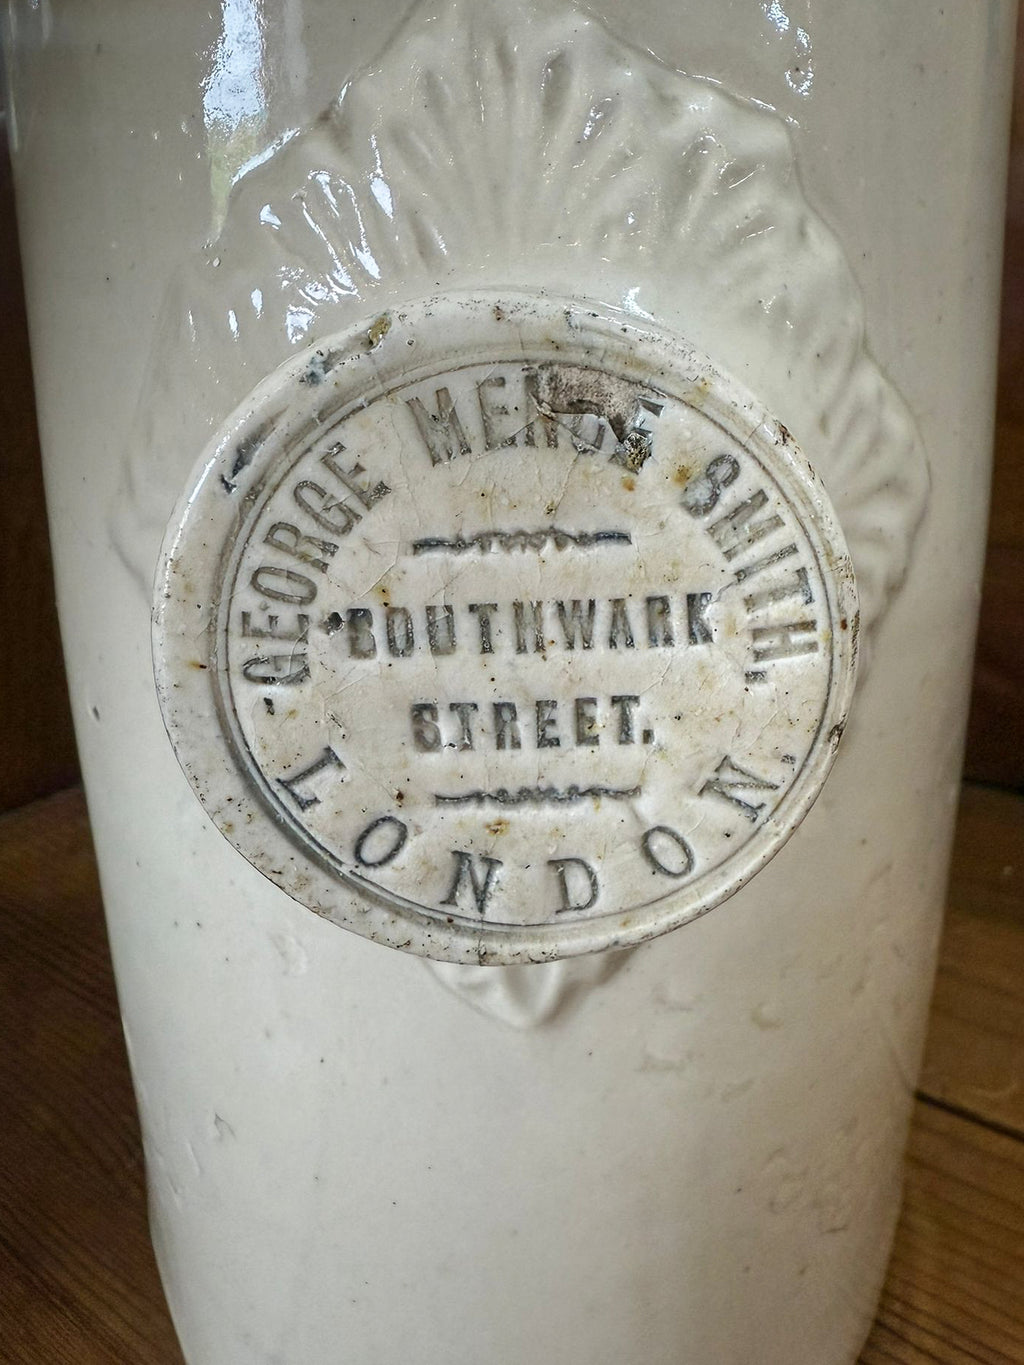 GEORGE SMITH,
SOUTHWARK
STREET.
LONDON.